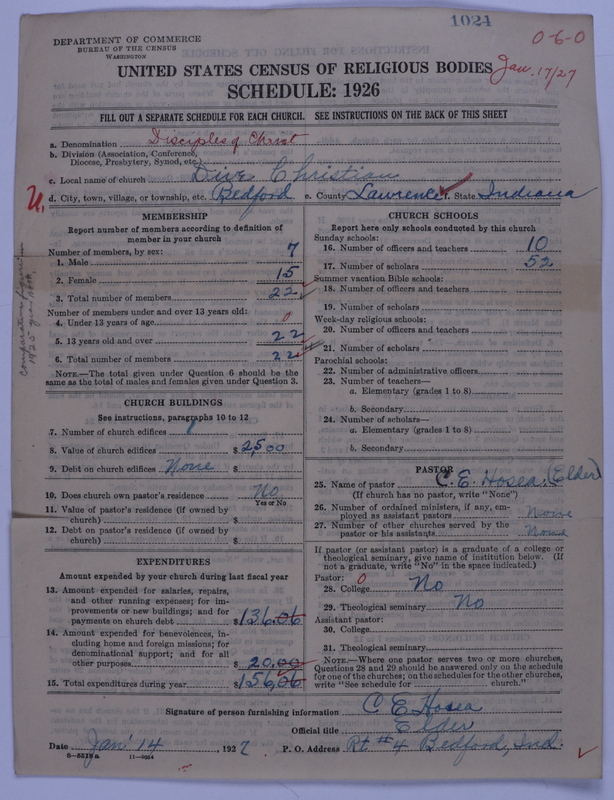 1024
0-6-0
Jan. 17/27
DEPARTMENT OF COMMERCE
BUREAU OF THE CENSUS
WASHINGTON
UNITED STATES CENSUS OF RELIGIOUS BODIES
SCHEDULE: 1926
FILL OUT A SEPARATE SCHEDULE FOR EACH CHURCH. SEE INSTRUCTIONS ON THE BACK OF THIS SHEET
a. Denomination Disciples of Christ
b. Division (Association, Conference, Diocese, Presbytery, Synod, etc.)
c. Local name of church Dive Christian
d. City, town, village, or township, etc. Bedford e. County Lawrence f. State Indiana
MEMBERSHIP
Report number of members according to definition of member in your church
Number of members, by sex:
1. Male 7
2. Female 15
3. Total number of members 22
Number of members under and over 13 years old:
4. Under 13 years of age 0
5. 13 years old and over 22
6. Total number of members 22
NOTE.—The total given under Question 6 should be the same as the total of males and females given under Question 3.
CHURCH BUILDINGS
See instructions, paragraphs 10 to 12
7. Number of church edifices 1
8. Value of church edifices $ 2500
9. Debt on church edifices None $
10. Does church own pastor's residence No
Yes or No
11. Value of pastor's residence (if owned by church) $
12. Debt on pastor's residence (if owned by church) $
EXPENDITURES
Amount expended by your church during last fiscal year
13. Amount expended for salaries, repairs, and other running expenses; for improvements or new buildings; and for payments on church debt $ 136.06
14. Amount expended for benevolences, including home and foreign missions; for denominational support; and for all other purposes $ 20.00
15. Total expenditures during year $ 156.06
CHURCH SCHOOLS
Report here only schools conducted by this church
Sunday schools:
16. Number of officers and teachers 10
17. Number of scholars 52
Summer vacation Bible schools:
18. Number of officers and teachers
19. Number of scholars
Week-day religious schools:
20. Number of officers and teachers
21. Number of scholars
Parochial schools:
22. Number of administrative officers
23. Number of teachers—
a. Elementary (grades 1 to 8)
b. Secondary
24. Number of scholars—
a. Elementary (grades 1 to 8)
b. Secondary
PASTOR
25. Name of pastor C. E. Hosea (Elder)
(If church has no pastor, write "None")
26. Number of ordained ministers, if any, employed as assistant pastors None
27. Number of other churches served by the pastor or his assistants None
If pastor (or assistant pastor) is a graduate of a college or theological seminary, give name of institution below. (If not a graduate, write "No" in the space indicated.)
Pastor: 0
28. College No
29. Theological seminary No
Assistant pastor:
30. College
31. Theological seminary
NOTE.—Where one pastor serves two or more churches, Questions 28 and 29 should be answered only on the schedule for one of the churches; on the schedules for the other churches, write "See schedule for church."
Signature of person furnishing information C E Hosea
Official title Elder
Date Jan' 14, 1927 P. O. Address Rt #4 Bedford, Ind.
8-5218a 11-9054